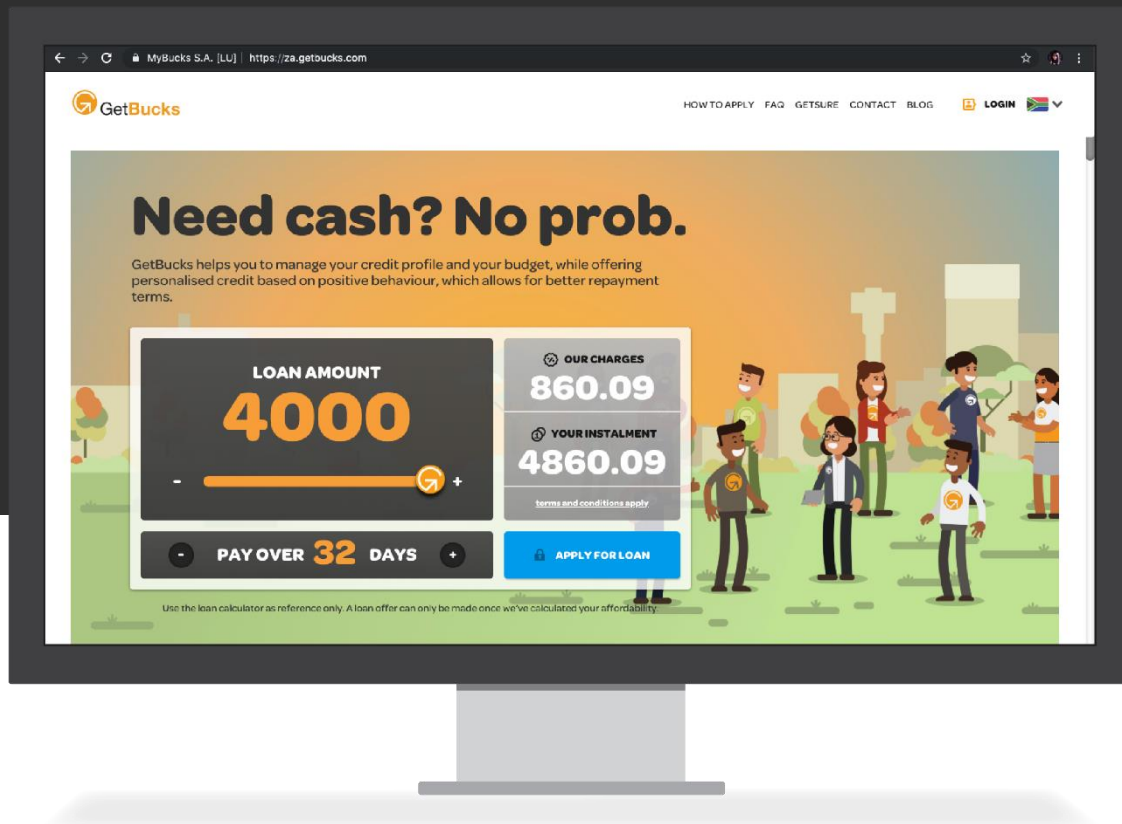 MyBucks S.A. [LU] | https://za.getbucks.com
GetBucks
HOW TO APPLY FAQ GETSURE CONTACT BLOG LOGIN
Need cash? No prob.
GetBucks helps you to manage your credit profile and your budget, while offering
personalised credit based on positive behaviour, which allows for better repayment
terms.
LOAN AMOUNT
4000
- +
OUR CHARGES
860.09
YOUR INSTALMENT
4860.09
terms and conditions apply
- PAY OVER 32 DAYS +
APPLY FOR LOAN
Use the loan calculator as reference only. A loan offer can only be made once we've calculated your affordability.